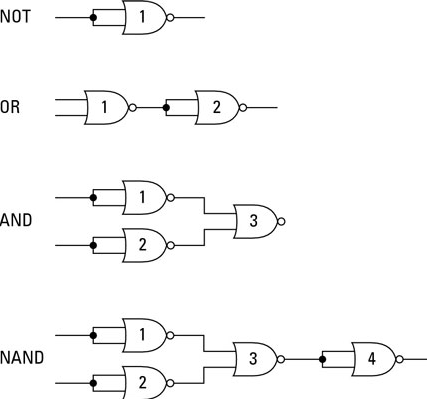 NOT 1
OR 1 2
1
AND 3
2
1
NAND 3 4
2